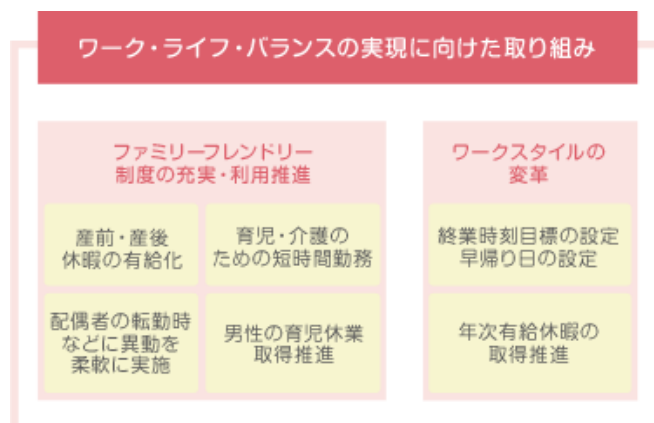 ワーク・ライフ・バランスの実現に向けた取り組み
ファミリーフレンドリー
制度の充実・利用推進
産前・産後
休暇の有給化
育児・介護の
ための短時間勤務
配偶者の転勤時
などに異動を
柔軟に実施
男性の育児休業
取得推進
ワークスタイルの
変革
終業時刻目標の設定
早帰り日の設定
年次有給休暇の
取得推進